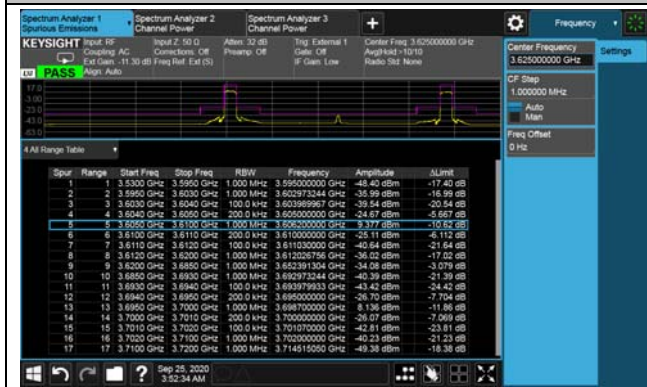 Spectrum Analyzer 1
Spurious Emissions
Spectrum Analyzer 2
Channel Power
Spectrum Analyzer 3
Channel Power
+
Frequency
KEYSIGHT
Input: RF
Coupling: AC
Ext Gain: -11.30 dB
Align: Auto
Input Z: 50 Ω
Corrections: Off
Freq Ref: Ext (S)
Atten: 32 dB
Preamp: Off
Trig: External 1
Gate: Off
IF Gain: Low
Center Freq: 3.625000000 GHz
Avg|Hold:>10/10
Radio Std: None
LU PASS
Center Frequency
3.625000000 GHz
Settings
CF Step
1.000000 MHz
Auto
Man
Freq Offset
0 Hz
17.0
-3.00
-23.0
-43.0
-63.0
4 All Range Table
Spur Range Start Freq Stop Freq RBW Frequency Amplitude ΔLimit
1 1 3.5300 GHz 3.5950 GHz 1.000 MHz 3.595000000 GHz -48.40 dBm -17.40 dB
2 2 3.5950 GHz 3.6030 GHz 1.000 MHz 3.602973244 GHz -35.99 dBm -16.99 dB
3 3 3.6030 GHz 3.6040 GHz 100.0 kHz 3.603989967 GHz -39.54 dBm -20.54 dB
4 4 3.6040 GHz 3.6050 GHz 200.0 kHz 3.605000000 GHz -24.67 dBm -5.667 dB
5 5 3.6050 GHz 3.6100 GHz 1.000 MHz 3.606200000 GHz 9.377 dBm -10.62 dB
6 6 3.6100 GHz 3.6110 GHz 200.0 kHz 3.610000000 GHz -25.11 dBm -6.112 dB
7 7 3.6110 GHz 3.6120 GHz 100.0 kHz 3.611030000 GHz -40.64 dBm -21.64 dB
8 8 3.6120 GHz 3.6200 GHz 1.000 MHz 3.612026756 GHz -36.02 dBm -17.02 dB
9 9 3.6200 GHz 3.6850 GHz 1.000 MHz 3.652391304 GHz -34.08 dBm -3.079 dB
10 10 3.6850 GHz 3.6930 GHz 1.000 MHz 3.692973244 GHz -40.39 dBm -21.39 dB
11 11 3.6930 GHz 3.6940 GHz 100.0 kHz 3.693979933 GHz -43.42 dBm -24.42 dB
12 12 3.6940 GHz 3.6950 GHz 200.0 kHz 3.695000000 GHz -26.70 dBm -7.704 dB
13 13 3.6950 GHz 3.7000 GHz 1.000 MHz 3.698700000 GHz 8.136 dBm -11.86 dB
14 14 3.7000 GHz 3.7010 GHz 200.0 kHz 3.700000000 GHz -26.07 dBm -7.069 dB
15 15 3.7010 GHz 3.7020 GHz 100.0 kHz 3.701070000 GHz -42.81 dBm -23.81 dB
16 16 3.7020 GHz 3.7100 GHz 1.000 MHz 3.702000000 GHz -40.23 dBm -21.23 dB
17 17 3.7100 GHz 3.7200 GHz 1.000 MHz 3.714515050 GHz -49.38 dBm -18.38 dB
Sep 25, 2020
3:52:34 AM